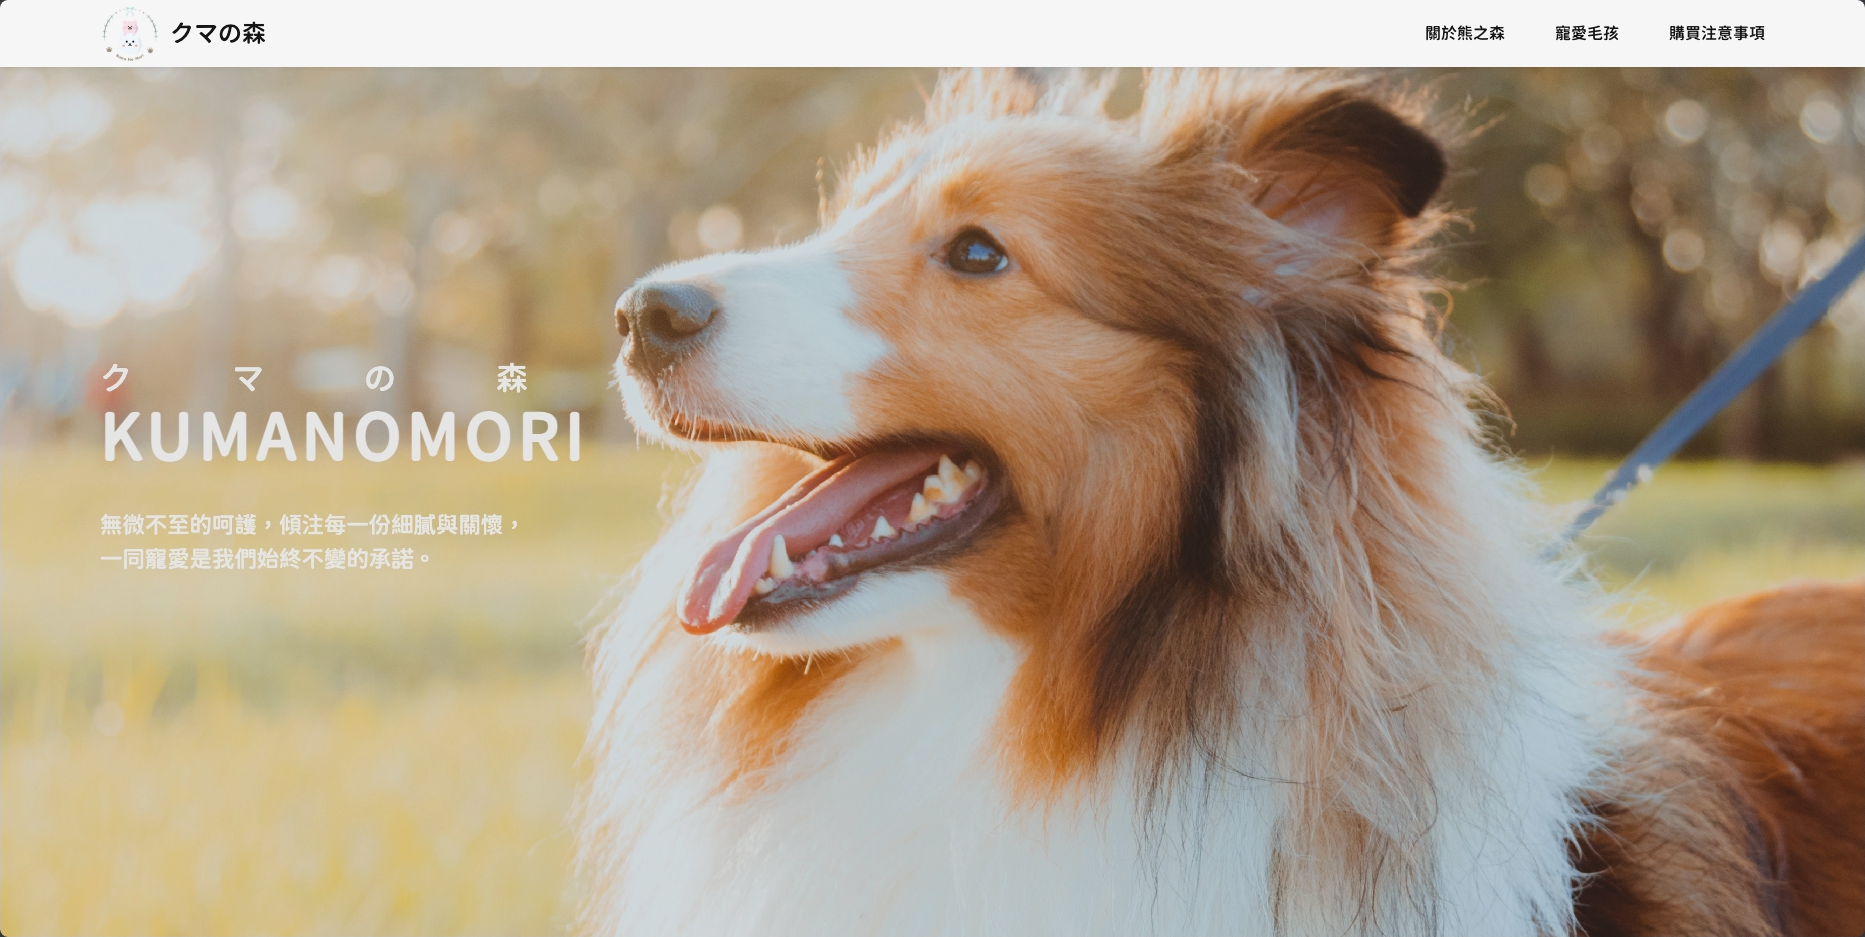 クマの森
關於熊之森
寵愛毛孩
購買注意事項
クマの森
KUMANOMORI
無微不至的呵護，傾注每一份細膩與關懷，
一同寵愛是我們始終不變的承諾。